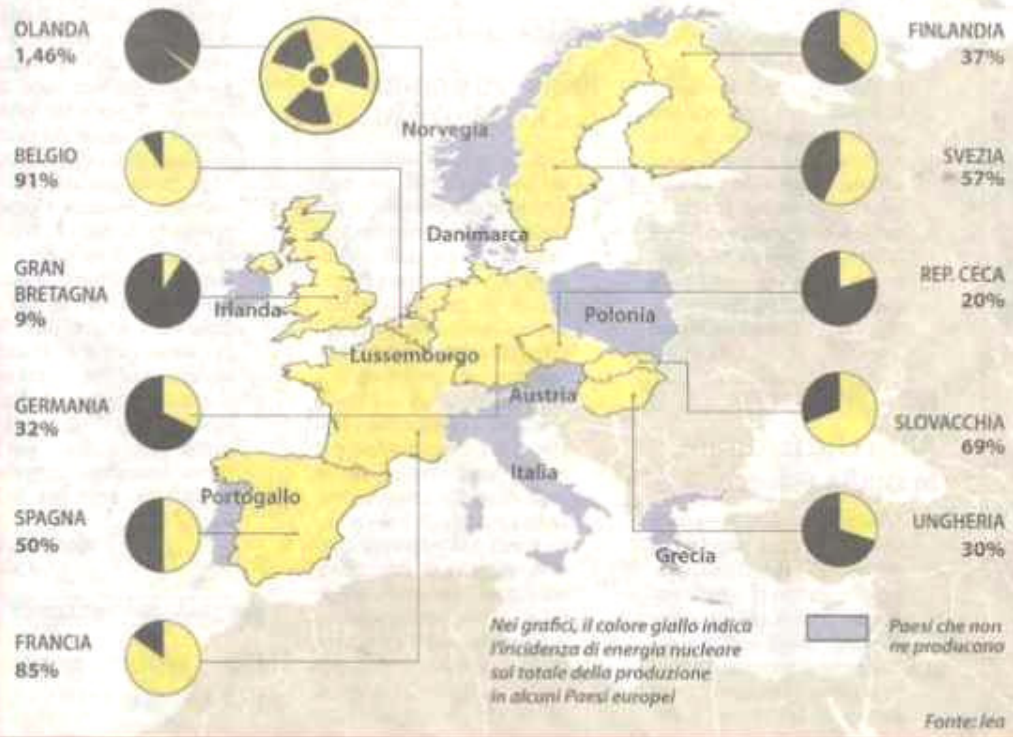 OLANDA
1,46%
BELGIO
91%
GRAN
BRETAGNA
9%
GERMANIA
32%
SPAGNA
50%
FRANCIA
85%
Norvegia
Danimarca
Irlanda
Polonia
Lussemburgo
Austria
Italia
Portogallo
Grecia
FINLANDIA
37%
SVEZIA
57%
REP. CECA
20%
SLOVACCHIA
69%
UNGHERIA
30%
Nei grafici, il colore giallo indica
l'incidenza di energia nucleare
sul totale della produzione
in alcuni Paesi europei
Paesi che non
ne producono
Fonte: Iea